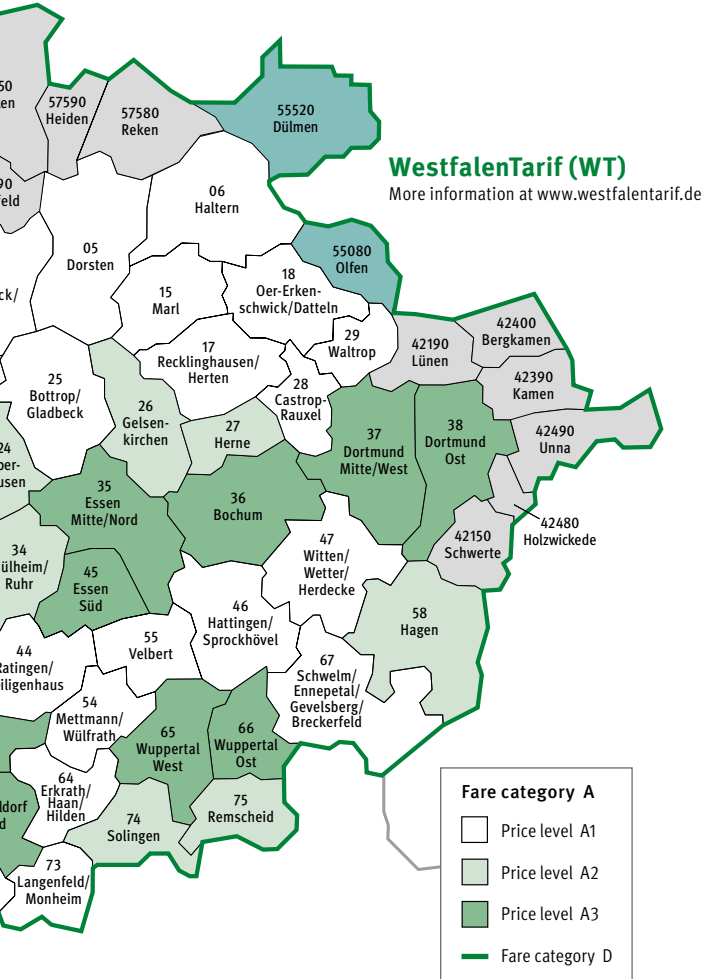 50
57590
Heiden
57580
Reken
55520
Dülmen
WestfalenTarif (WT)
More information at www.westfalentarif.de
06
Haltern
05
Dorsten
55080
Olfen
18
Oer-Erken-
schwick/Datteln
15
Marl
29
Waltrop
42190
Lünen
42400
Bergkamen
17
Recklinghausen/
Herten
42390
Kamen
25
Bottrop/
Gladbeck
28
Castrop-
Rauxel
26
Gelsen-
kirchen
27
Herne
37
Dortmund
Mitte/West
38
Dortmund
Ost
42490
Unna
24
35
Essen
Mitte/Nord
36
Bochum
42480
Holzwickede
42150
Schwerte
34
ülheim/
Ruhr
47
Witten/
Wetter/
Herdecke
45
Essen
Süd
46
Hattingen/
Sprockhövel
58
Hagen
55
Velbert
44
Ratingen/
iligenhaus
67
Schwelm/
Ennepetal/
Gevelsberg/
Breckerfeld
54
Mettmann/
Wülfrath
65
Wuppertal
West
66
Wuppertal
Ost
64
Erkrath/
Haan/
Hilden
74
Solingen
75
Remscheid
73
Langenfeld/
Monheim
Fare category A
Price level A1
Price level A2
Price level A3
Fare category D